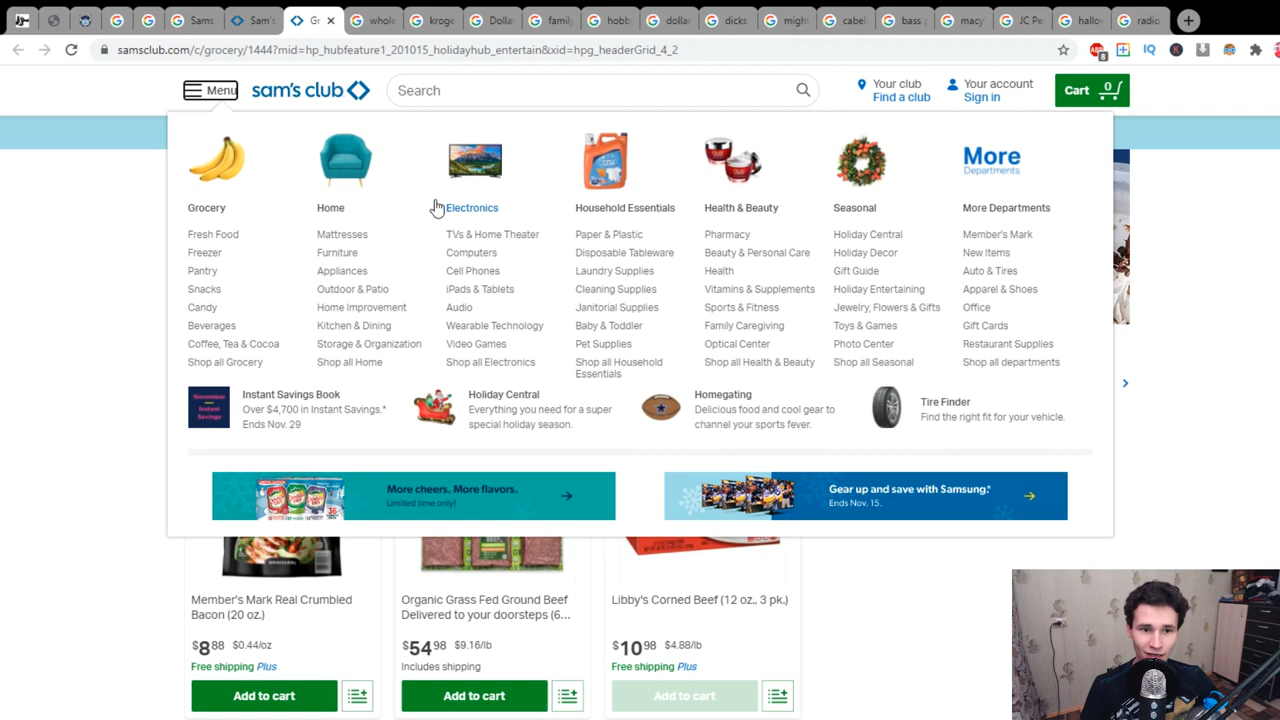 Sams
Sam's
Gr
whole
kroge
Dollar
family
hobby
dollar
dicks
might
cabel
bass p
macy
JC Pe
hallo
radio
samsclub.com/c/grocery/1444?mid=hp_hubfeature1_201015_holidayhub_entertain&xid=hpg_headerGrid_4_2
Menu
sam's club
Search
Your club
Find a club
Your account
Sign in
Cart 0
More
Departments
Grocery
Fresh Food
Freezer
Pantry
Snacks
Candy
Beverages
Coffee, Tea & Cocoa
Shop all Grocery
Home
Mattresses
Furniture
Appliances
Outdoor & Patio
Home Improvement
Kitchen & Dining
Storage & Organization
Shop all Home
Electronics
TVs & Home Theater
Computers
Cell Phones
iPads & Tablets
Audio
Wearable Technology
Video Games
Shop all Electronics
Household Essentials
Paper & Plastic
Disposable Tableware
Laundry Supplies
Cleaning Supplies
Janitorial Supplies
Baby & Toddler
Pet Supplies
Shop all Household
Essentials
Health & Beauty
Pharmacy
Beauty & Personal Care
Health
Vitamins & Supplements
Sports & Fitness
Family Caregiving
Optical Center
Shop all Health & Beauty
Seasonal
Holiday Central
Holiday Decor
Gift Guide
Holiday Entertaining
Jewelry, Flowers & Gifts
Toys & Games
Photo Center
Shop all Seasonal
More Departments
Member's Mark
New Items
Auto & Tires
Apparel & Shoes
Office
Gift Cards
Restaurant Supplies
Shop all departments
November
Instant
Savings
Instant Savings Book
Over $4,700 in Instant Savings.*
Ends Nov. 29
Holiday Central
Everything you need for a super
special holiday season.
Homegating
Delicious food and cool gear to
channel your sports fever.
Tire Finder
Find the right fit for your vehicle.
More cheers. More flavors.
Limited time only!
Gear up and save with Samsung.*
Ends Nov. 15.
Member's Mark Real Crumbled
Bacon (20 oz.)
$8 88 $0.44/oz
Free shipping Plus
Add to cart
Organic Grass Fed Ground Beef
Delivered to your doorsteps (6...
$54 98 $9.16/lb
Includes shipping
Add to cart
Libby's Corned Beef (12 oz., 3 pk.)
$10 98 $4.88/lb
Free shipping Plus
Add to cart